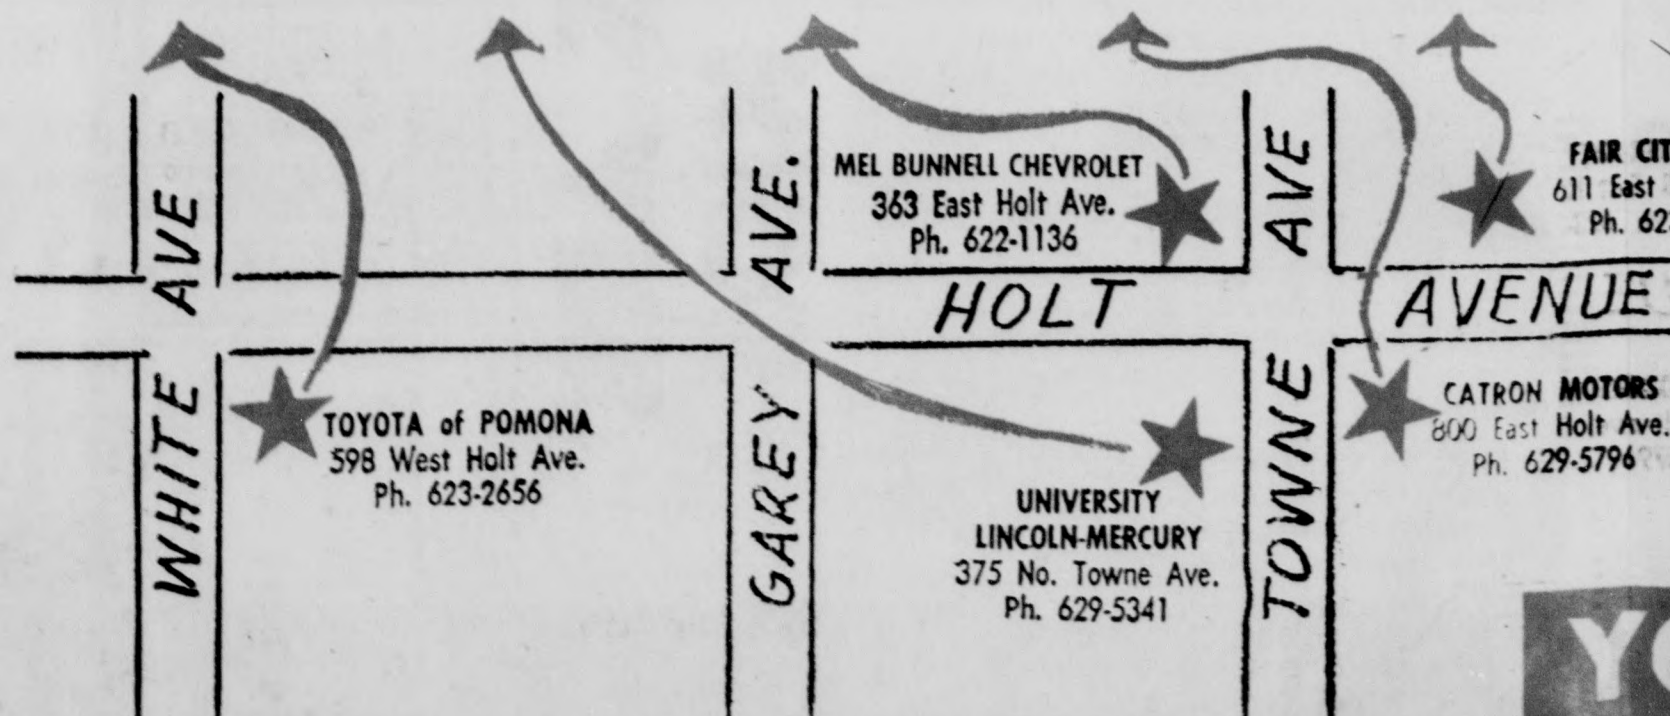 MEL BUNNELL CHEVROLET
363 East Holt Ave.
Ph. 622-1136
FAIR
611 East
Ph.
WHITE AVE
GAREY AVE.
TOWNE AVE
HOLT AVENUE
TOYOTA of POMONA
598 West Holt Ave.
Ph. 623-2656
UNIVERSITY
LINCOLN-MERCURY
375 No. Towne Ave.
Ph. 629-5341
CATRON MOTORS
800 East Holt Ave.
Ph. 629-5796